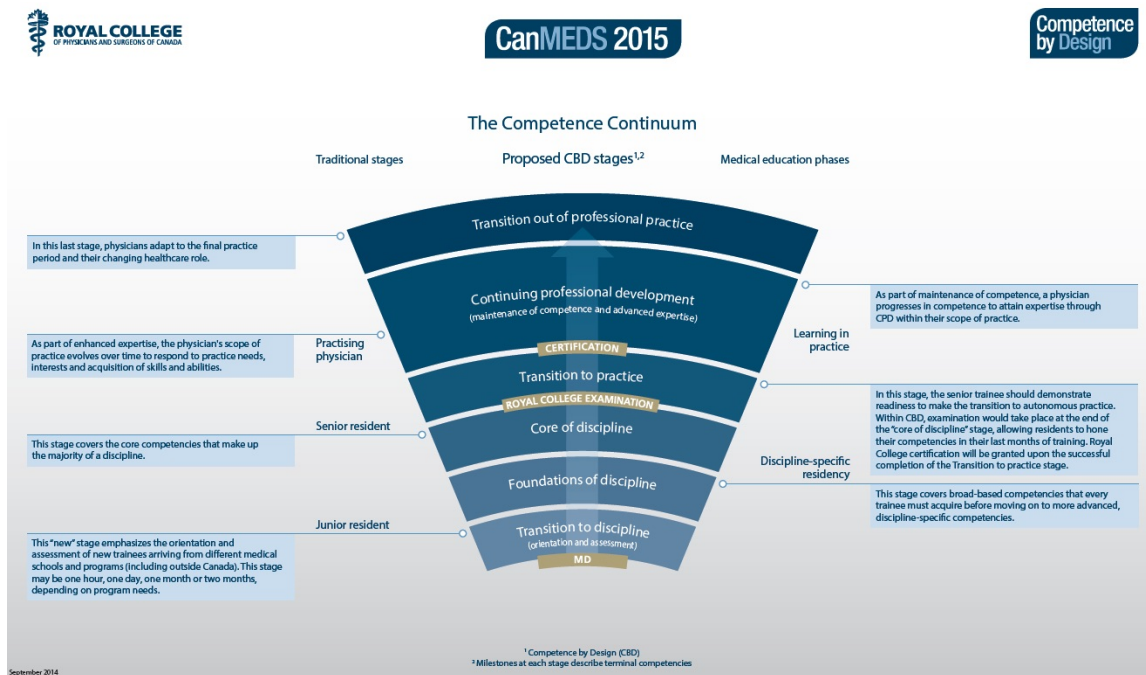 ROYAL COLLEGE
OF PHYSICIANS AND SURGEONS OF CANADA
CanMEDS 2015
Competence
by Design
The Competence Continuum
Traditional stages
Proposed CBD stages1,2
Medical education phases
Transition out of professional practice
In this last stage, physicians adapt to the final practice
period and their changing healthcare role.
Continuing professional development
(maintenance of competence and advanced expertise)
As part of maintenance of competence, a physician
progresses in competence to attain expertise through
CPD within their scope of practice.
Learning in
practice
Practising
physician
As part of enhanced expertise, the physician's scope of
practice evolves over time to respond to practice needs,
interests and acquisition of skills and abilities.
CERTIFICATION
Transition to practice
In this stage, the senior trainee should demonstrate
readiness to make the transition to autonomous practice.
Within CBD, examination would take place at the end of
the "core of discipline" stage, allowing residents to hone
their competencies in their last months of training. Royal
College certification will be granted upon the successful
completion of the Transition to practice stage.
ROYAL COLLEGE EXAMINATION
Senior resident
Core of discipline
This stage covers the core competencies that make up
the majority of a discipline.
Discipline-specific
residency
Foundations of discipline
This stage covers broad-based competencies that every
trainee must acquire before moving on to more advanced,
discipline-specific competencies.
Junior resident
Transition to discipline
(orientation and assessment)
This "new" stage emphasizes the orientation and
assessment of new trainees arriving from different medical
schools and programs (including outside Canada). This stage
may be one hour, one day, one month or two months,
depending on program needs.
MD
1 Competence by Design (CBD)
2 Milestones at each stage describe terminal competencies
September 2014